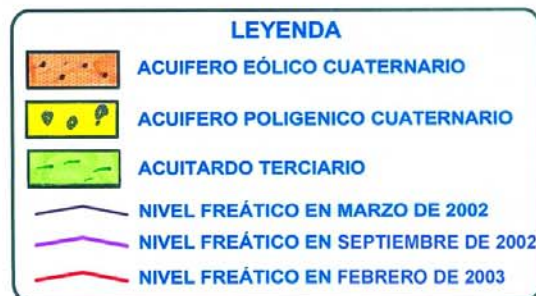 LEYENDA
ACUIFERO EÓLICO CUATERNARIO
ACUIFERO POLIGENICO CUATERNARIO
ACUITARDO TERCIARIO
NIVEL FREÁTICO EN MARZO DE 2002
NIVEL FREÁTICO EN SEPTIEMBRE DE 2002
NIVEL FREÁTICO EN FEBRERO DE 2003